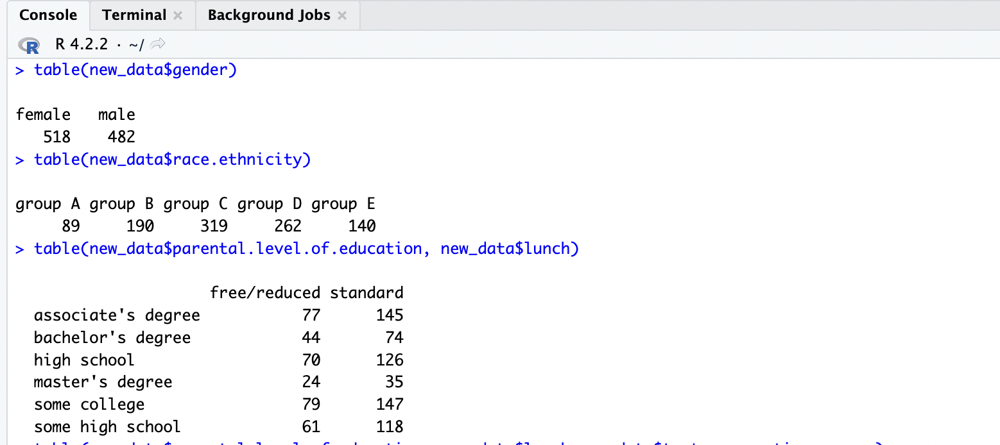 Console Terminal × Background Jobs ×
R R 4.2.2 · ~/
> table(new_data$gender)
female male
518 482
> table(new_data$race.ethnicity)
group A group B group C group D group E
89 190 319 262 140
> table(new_data$parental.level.of.education, new_data$lunch)
free/reduced standard
associate's degree 77 145
bachelor's degree 44 74
high school 70 126
master's degree 24 35
some college 79 147
some high school 61 118